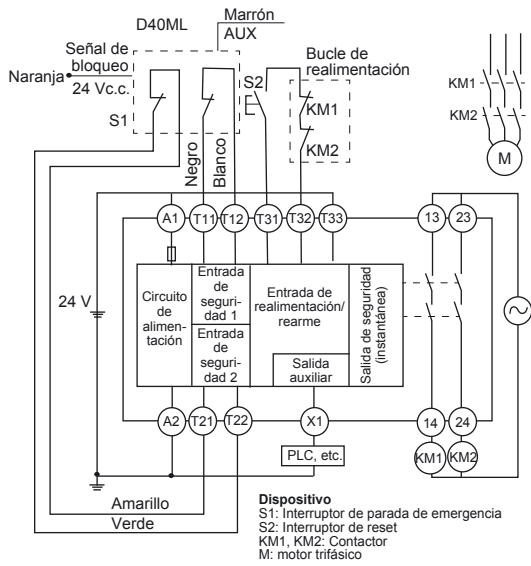 D40ML
Marrón
AUX
Señal de
bloqueo
Naranja
24 Vc.c.
S1
S2
Bucle de
realimentación
KM1
KM2
KM1
KM2
M
Negro
Blanco
A1
T11
T12
T31
T32
T33
13
23
24 V
Circuito
de
alimen-
tación
Entrada
de
seguri-
dad 1
Entrada
de
seguri-
dad 2
Entrada de
realimentación/
rearme
Salida
auxiliar
Salida de seguridad
(instantánea)
A2
T21
T22
X1
14
24
PLC, etc.
KM1
KM2
Amarillo
Verde
Dispositivo
S1: Interruptor de parada de emergencia
S2: Interruptor de reset
KM1, KM2: Contactor
M: motor trifásico